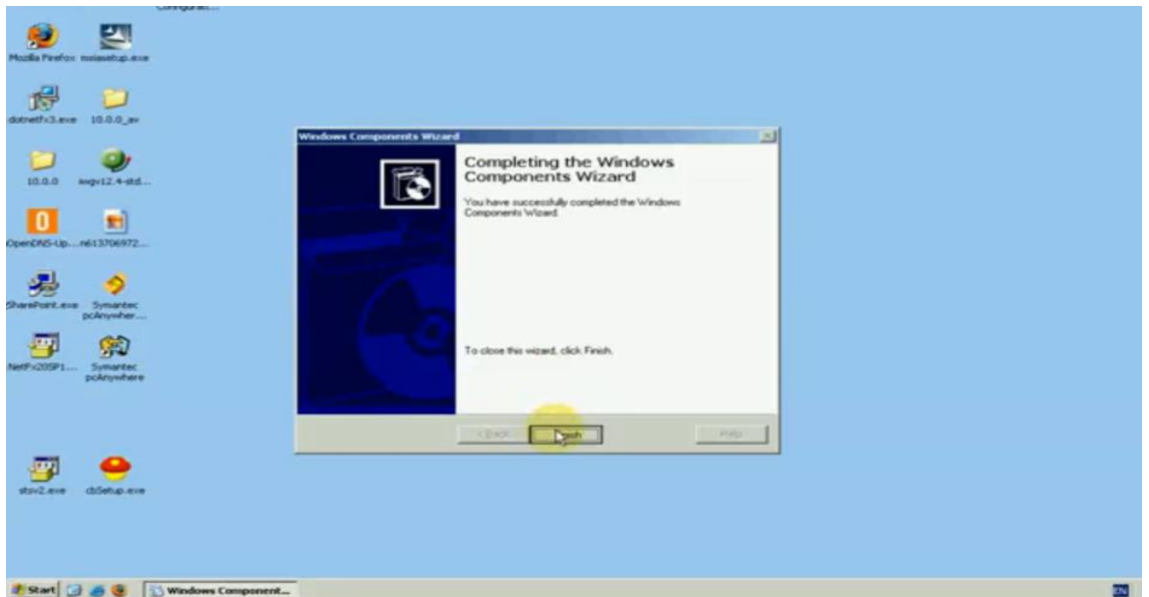 Configurati...
Mozilla Firefox
dotnetfx3.exe
10.0.0_av
10.0.0
OpenDNS-Up...
n613706972...
SharePoint.exe
Symantec
pcAnywher...
NetFx20SP1...
Symantec
pcAnywhere
stsv2.exe
cbSetup.exe
Windows Components Wizard
Completing the Windows
Components Wizard
You have successfully completed the Windows
Components Wizard.
To close this wizard, click Finish.
< Back
Finish
Help
Start
Windows Component...
EN